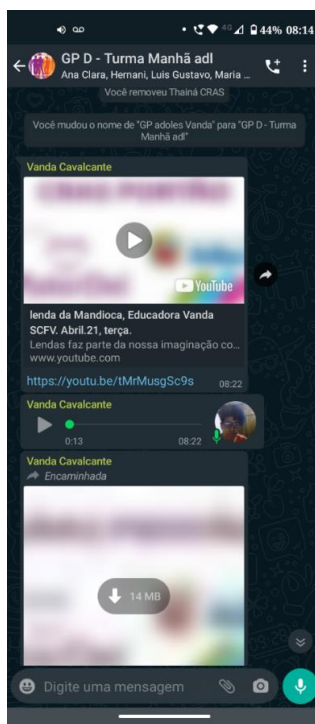 4G 44% 08:14
GP D - Turma Manhã adl
Ana Clara, Hernani, Luis Gustavo, Maria ...
Você removeu Thainá CRAS
Você mudou o nome de "GP adoles Vanda" para "GP D - Turma
Manhã adl"
Vanda Cavalcante
YouTube
lenda da Mandioca, Educadora Vanda
SCFV. Abril.21, terça.
Lendas faz parte da nossa imaginação co...
www.youtube.com
https://youtu.be/tMrMusgSc9s 08:22
Vanda Cavalcante
0:13 08:22
Vanda Cavalcante
Encaminhada
14 MB
Digite uma mensagem